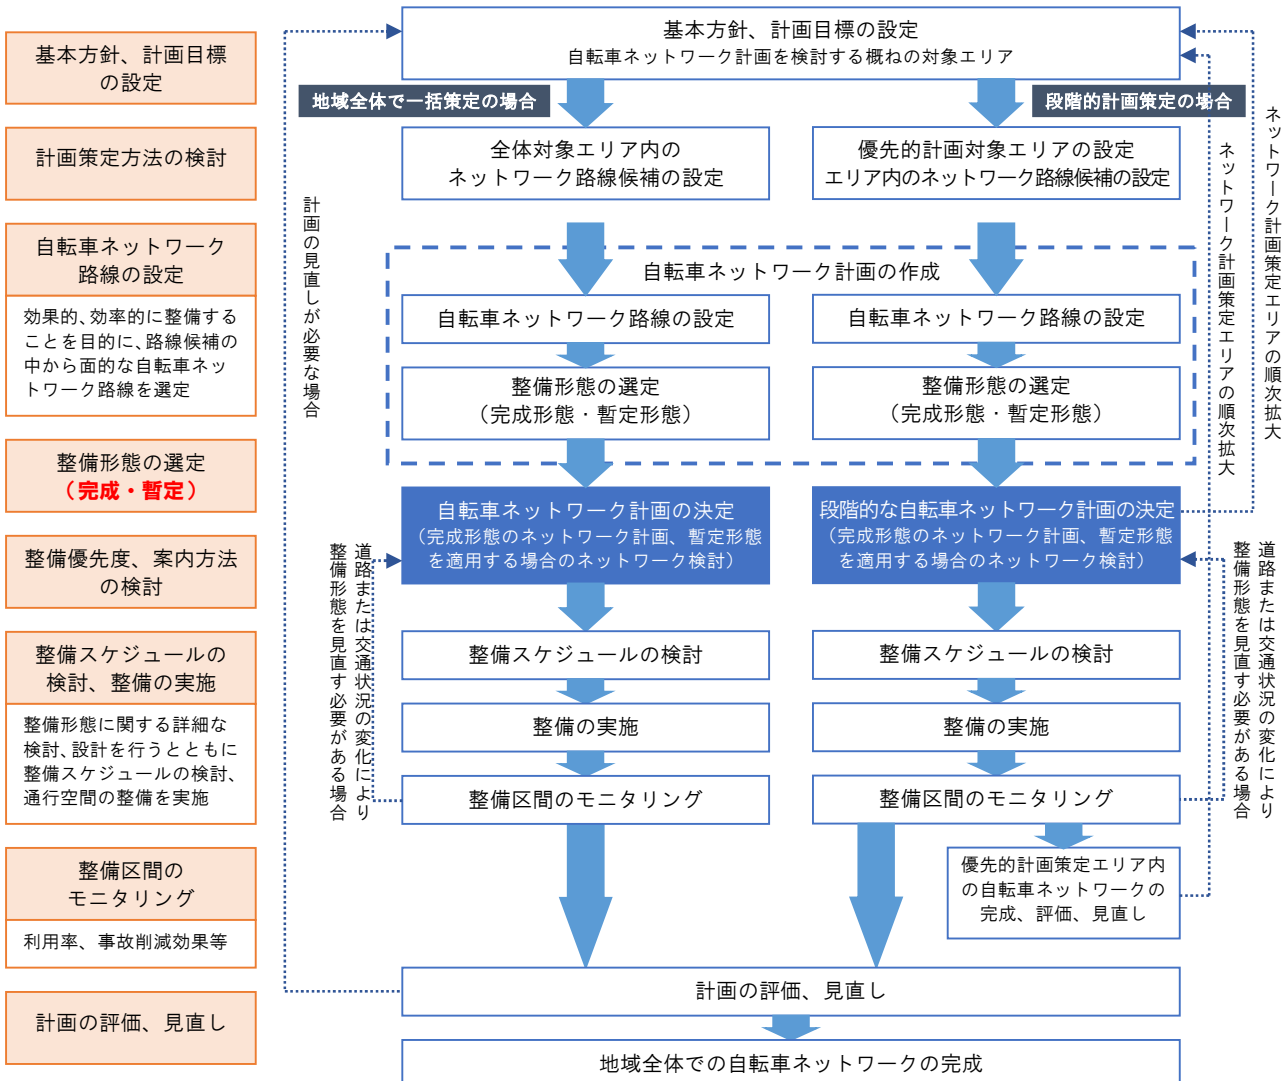 基本方針、計画目標
の設定
計画策定方法の検討
自転車ネットワーク
路線の設定
効果的、効率的に整備する
ことを目的に、路線候補の
中から面的な自転車ネッ
トワーク路線を選定
整備形態の選定
（完成・暫定）
整備優先度、案内方法
の検討
整備スケジュールの
検討、整備の実施
整備形態に関する詳細な
検討、設計を行うとともに
整備スケジュールの検討、
通行空間の整備を実施
整備区間の
モニタリング
利用率、事故削減効果等
計画の評価、見直し
基本方針、計画目標の設定
自転車ネットワーク計画を検討する概ねの対象エリア
地域全体で一括策定の場合
段階的計画策定の場合
全体対象エリア内の
ネットワーク路線候補の設定
優先的計画対象エリアの設定
エリア内のネットワーク路線候補の設定
自転車ネットワーク計画の作成
自転車ネットワーク路線の設定
自転車ネットワーク路線の設定
整備形態の選定
（完成形態・暫定形態）
整備形態の選定
（完成形態・暫定形態）
自転車ネットワーク計画の決定
（完成形態のネットワーク計画、暫定形態
を適用する場合のネットワーク検討）
段階的な自転車ネットワーク計画の決定
（完成形態のネットワーク計画、暫定形態
を適用する場合のネットワーク検討）
整備スケジュールの検討
整備スケジュールの検討
整備の実施
整備の実施
整備区間のモニタリング
整備区間のモニタリング
優先的計画策定エリア内
の自転車ネットワークの
完成、評価、見直し
計画の評価、見直し
地域全体での自転車ネットワークの完成
計画の見直しが必要な場合
道路または交通状況の変化により
整備形態を見直す必要がある場合
ネットワーク計画策定エリアの順次拡大
ネットワーク計画策定エリアの順次拡大
道路または交通状況の変化により
整備形態を見直す必要がある場合